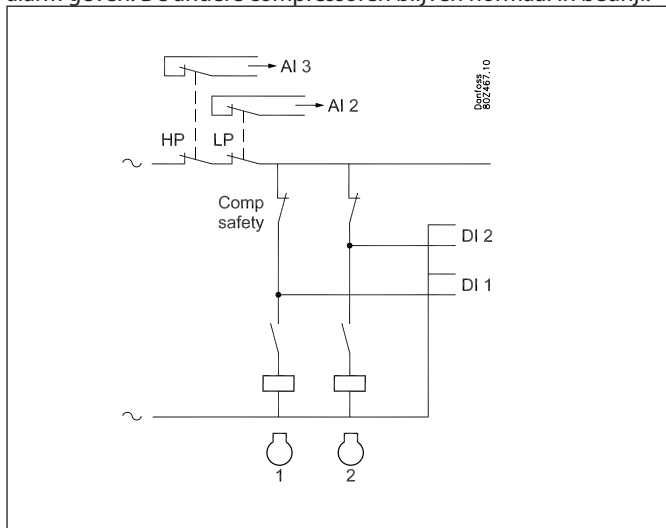 alarm geven. De andere compressoren blijven normaal in bedrijf.
AI 3
AI 2
Danfoss
80Z467.10
HP LP
Comp
safety
DI 2
DI 1
1 2